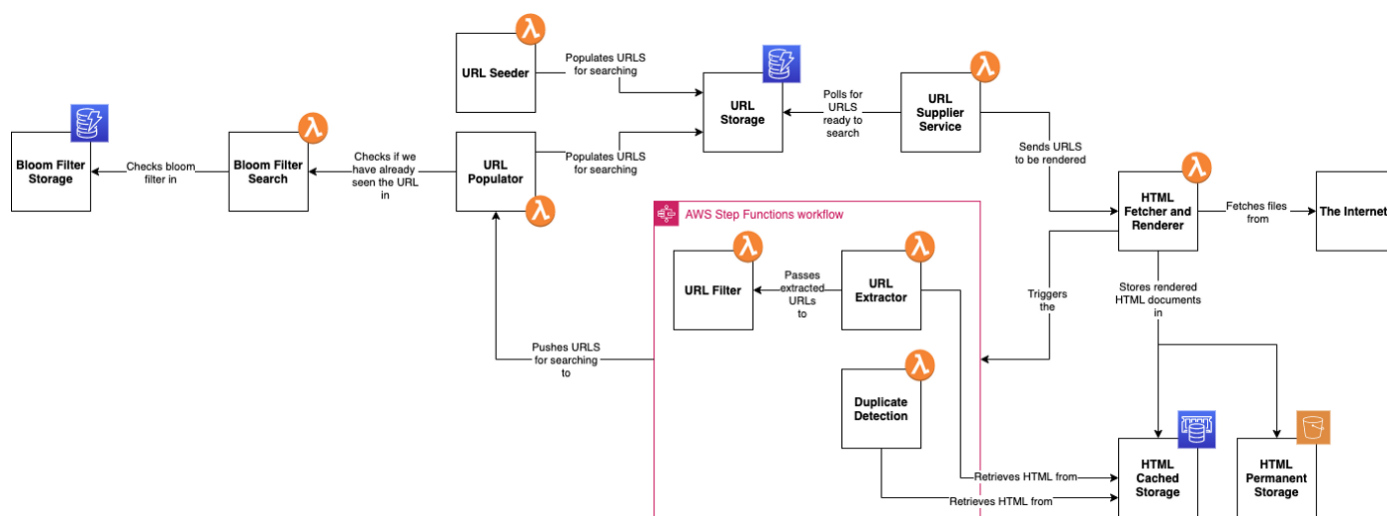 URL Seeder
Populates URLS
for searching
URL
Storage
Polls for
URLS
ready to
search
URL
Supplier
Service
Sends URLS
to be rendered
Bloom Filter
Storage
Checks bloom
filter in
Bloom Filter
Search
Checks if we
have already
seen the URL
in
URL
Populator
Populates URLS
for searching
HTML
Fetcher and
Renderer
Fetches files
from
The Internet
AWS Step Functions workflow
URL Filter
Passes
extracted
URLs
to
URL
Extractor
Triggers
the
Stores rendered
HTML documents
in
Pushes URLS
for searching
to
Duplicate
Detection
Retrieves HTML from
Retrieves HTML from
HTML
Cached
Storage
HTML
Permanent
Storage